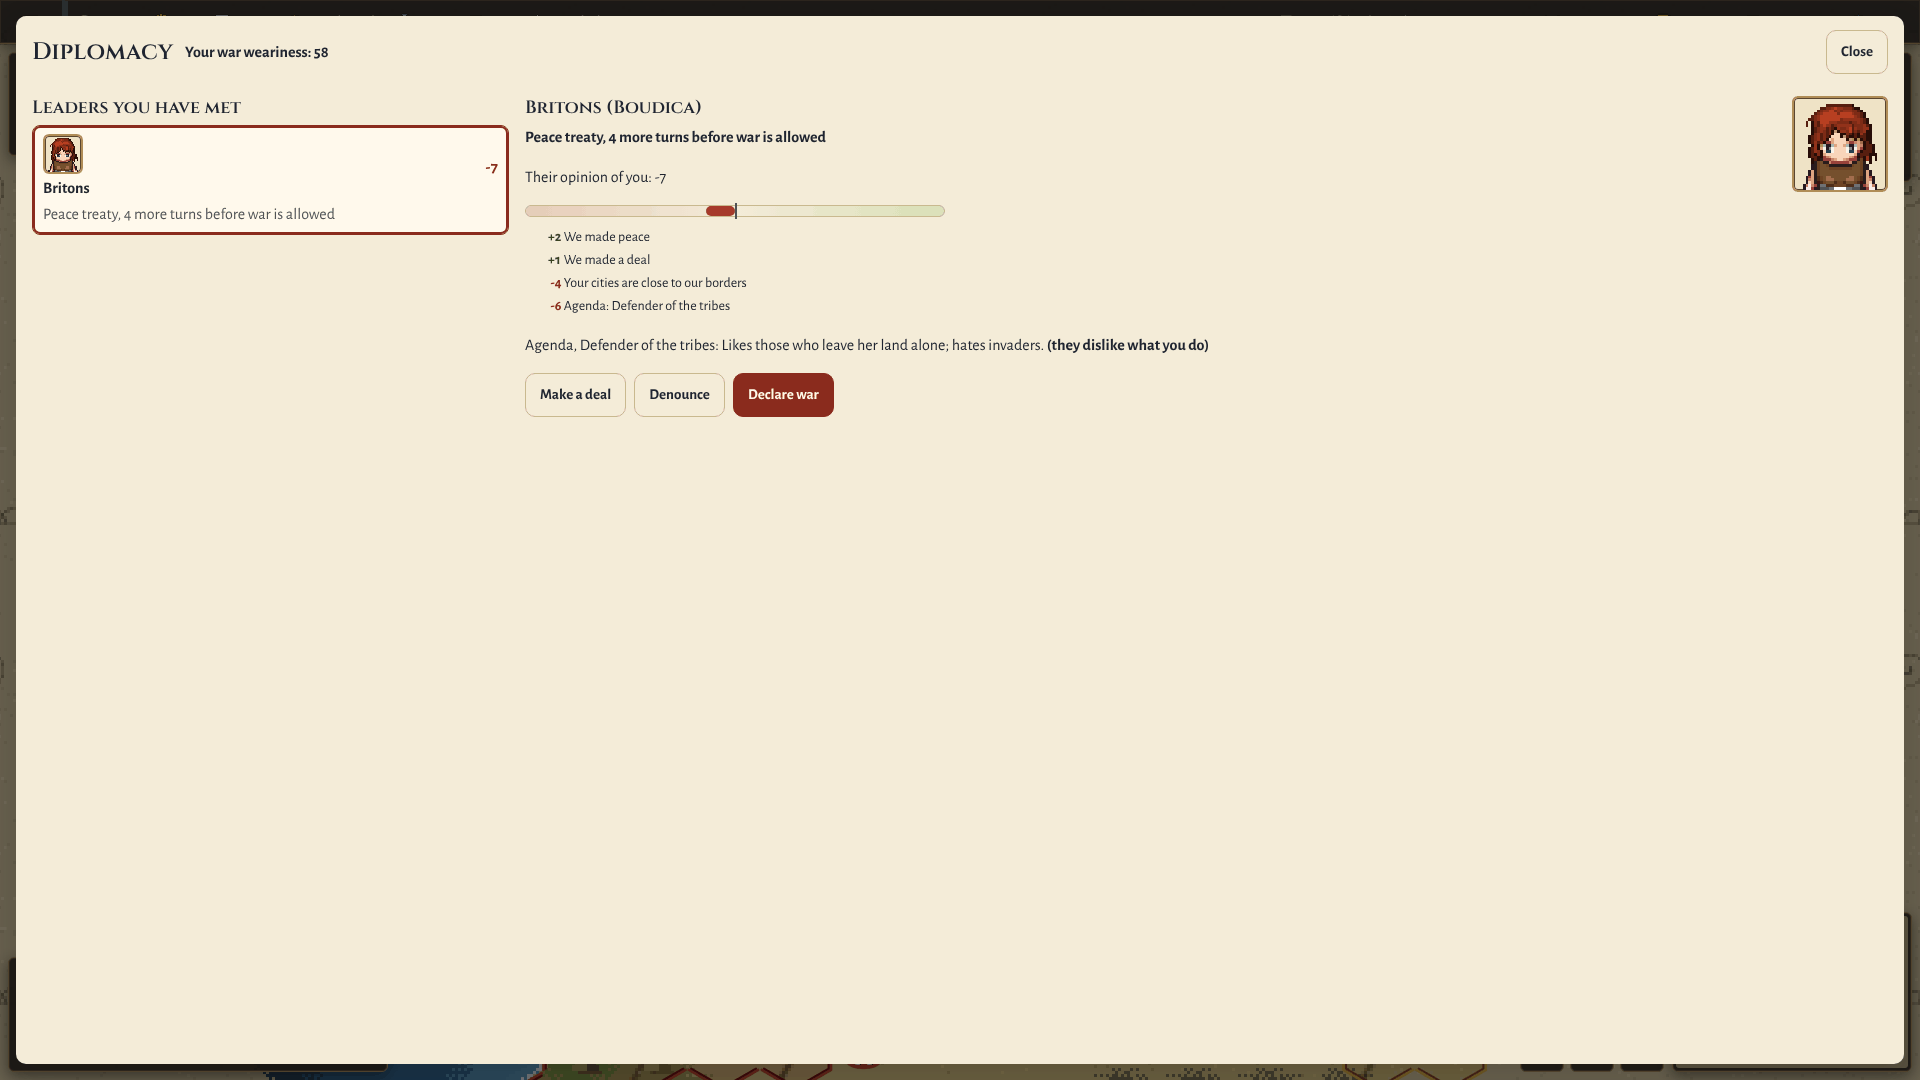 Diplomacy Your war weariness: 58
Close
Leaders you have met
-7
Britons
Peace treaty, 4 more turns before war is allowed
Britons (Boudica)
Peace treaty, 4 more turns before war is allowed
Their opinion of you: -7
+2 We made peace
+1 We made a deal
-4 Your cities are close to our borders
-6 Agenda: Defender of the tribes
Agenda, Defender of the tribes: Likes those who leave her land alone; hates invaders. (they dislike what you do)
Make a deal
Denounce
Declare war